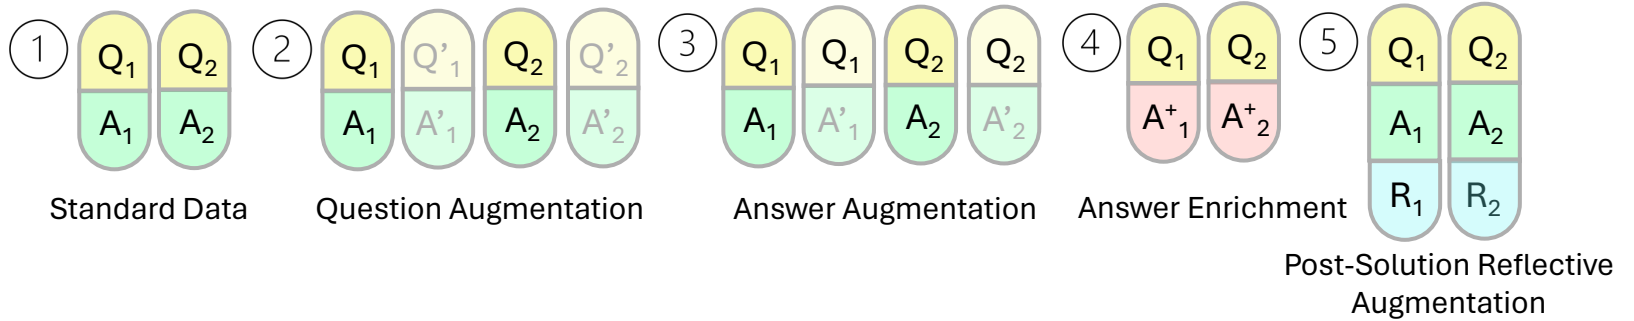 1 Q1 Q2 2 Q1 Q’1 Q2 Q’2 3 Q1 Q1 Q2 Q2 4 Q1 Q2 5 Q1 Q2
A1 A2 A1 A’1 A2 A’2 A1 A’1 A2 A’2 A+1 A+2 A1 A2
R1 R2
Standard Data Question Augmentation Answer Augmentation Answer Enrichment
Post-Solution Reflective
Augmentation